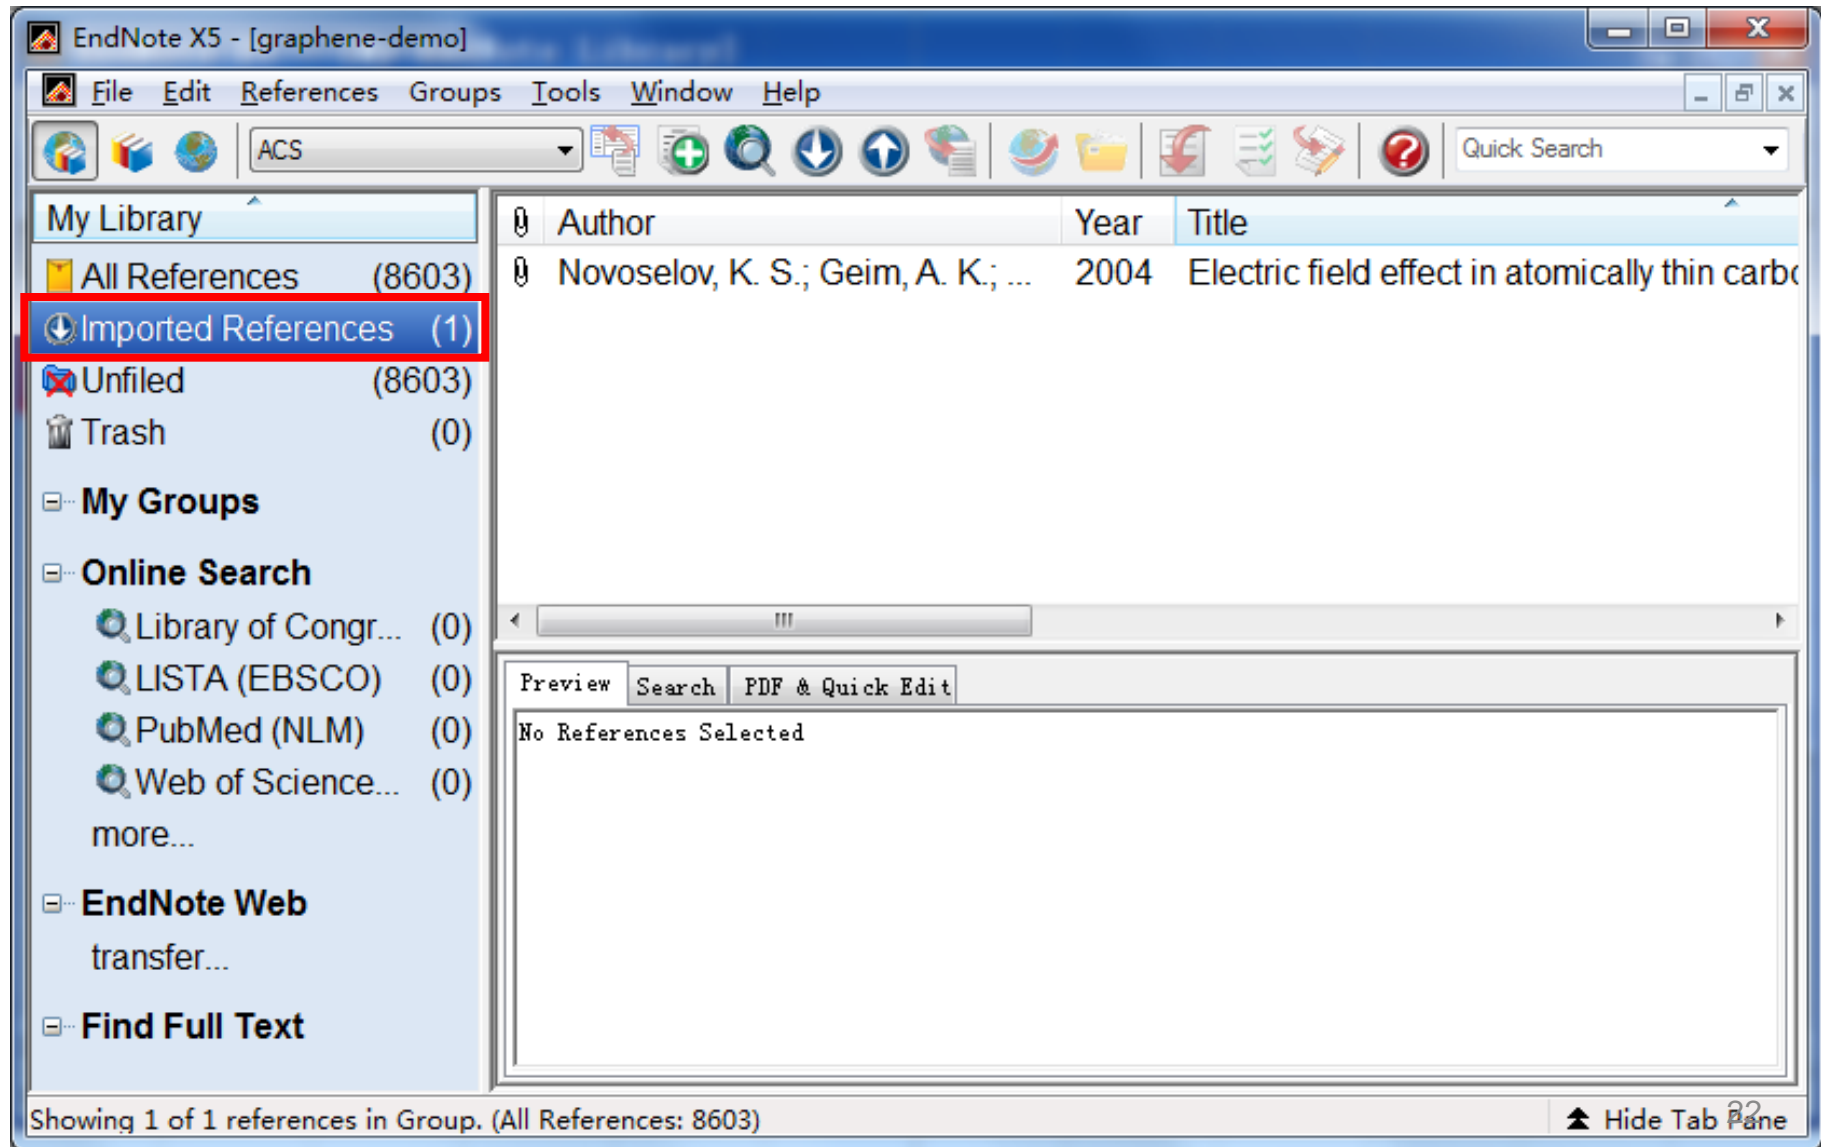 EndNote X5 - [graphene-demo]
File Edit References Groups Tools Window Help
ACS
Quick Search
My Library
All References (8603)
Imported References (1)
Unfiled (8603)
Trash (0)
My Groups
Online Search
Library of Congr... (0)
LISTA (EBSCO) (0)
PubMed (NLM) (0)
Web of Science... (0)
more...
EndNote Web
transfer...
Find Full Text
Author Year Title
Novoselov, K. S.; Geim, A. K.; ... 2004 Electric field effect in atomically thin carbo
Preview Search PDF & Quick Edit
No References Selected
Showing 1 of 1 references in Group. (All References: 8603)
Hide Tab Pane